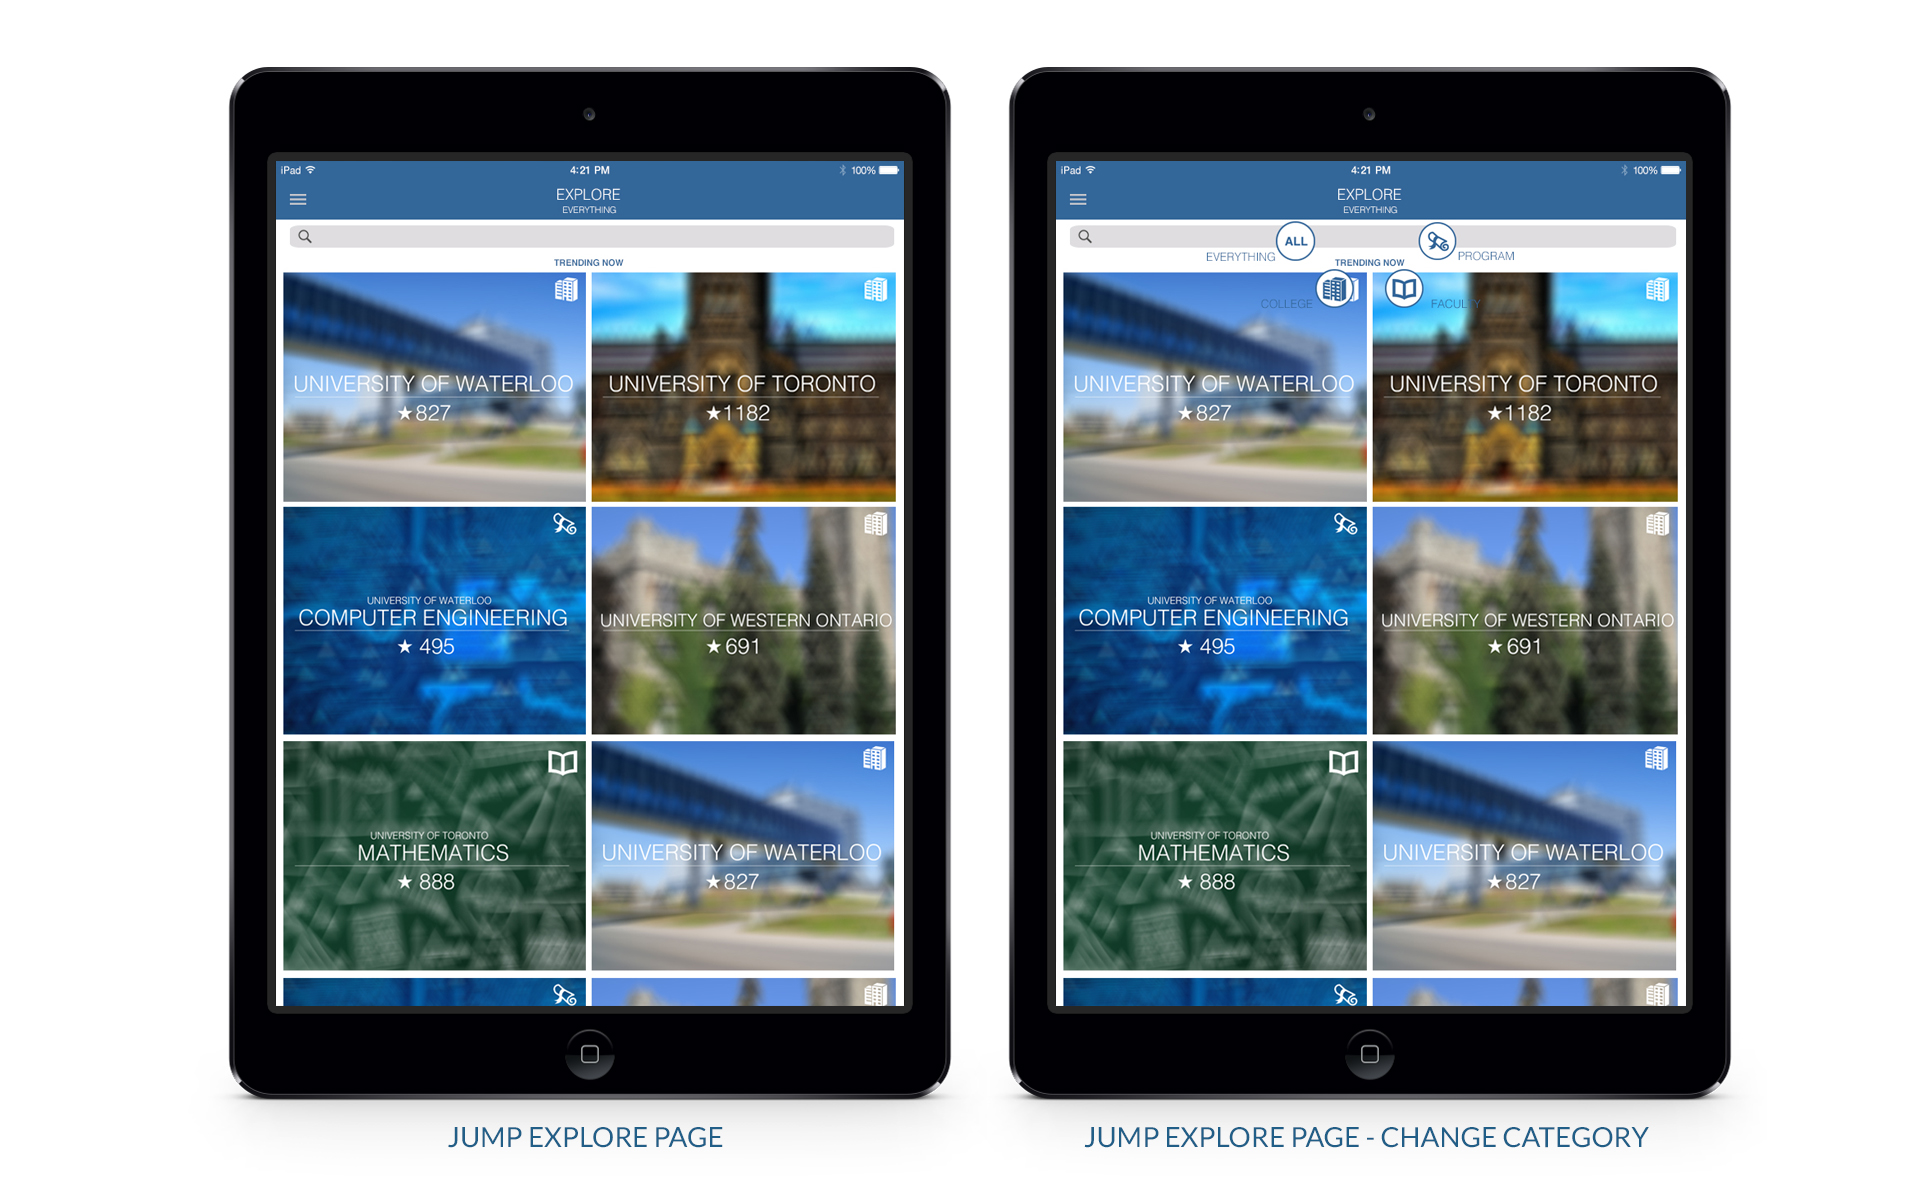 iPad 4:21 PM 100%
EXPLORE
EVERYTHING
TRENDING NOW
UNIVERSITY OF WATERLOO
★827
UNIVERSITY OF TORONTO
★1182
UNIVERSITY OF WATERLOO
COMPUTER ENGINEERING
★ 495
UNIVERSITY OF WESTERN ONTARIO
★691
UNIVERSITY OF TORONTO
MATHEMATICS
★ 888
UNIVERSITY OF WATERLOO
★827
JUMP EXPLORE PAGE
iPad 4:21 PM 100%
EXPLORE
EVERYTHING
ALL
EVERYTHING
PROGRAM
TRENDING NOW
COLLEGE
FACULTY
UNIVERSITY OF WATERLOO
★827
UNIVERSITY OF TORONTO
★1182
UNIVERSITY OF WATERLOO
COMPUTER ENGINEERING
★ 495
UNIVERSITY OF WESTERN ONTARIO
★691
UNIVERSITY OF TORONTO
MATHEMATICS
★ 888
UNIVERSITY OF WATERLOO
★827
JUMP EXPLORE PAGE - CHANGE CATEGORY